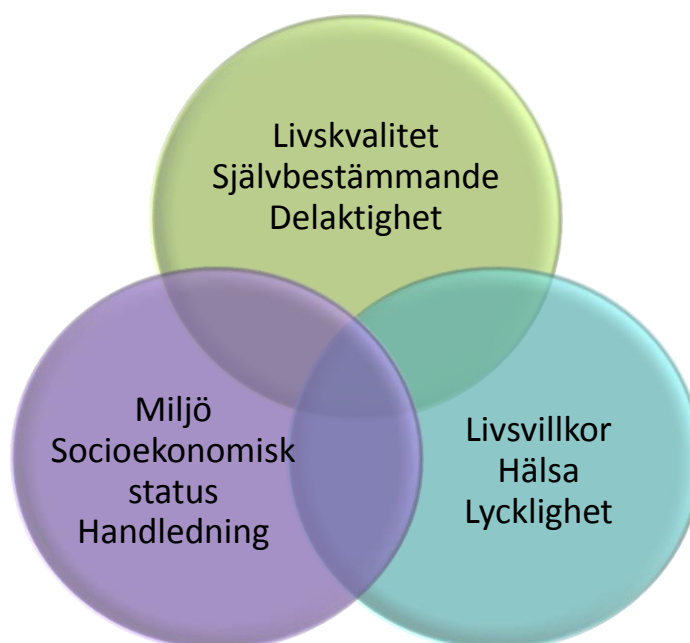 Livskvalitet
Självbestämmande
Delaktighet
Miljö
Socioekonomisk
status
Handledning
Livsvillkor
Hälsa
Lycklighet